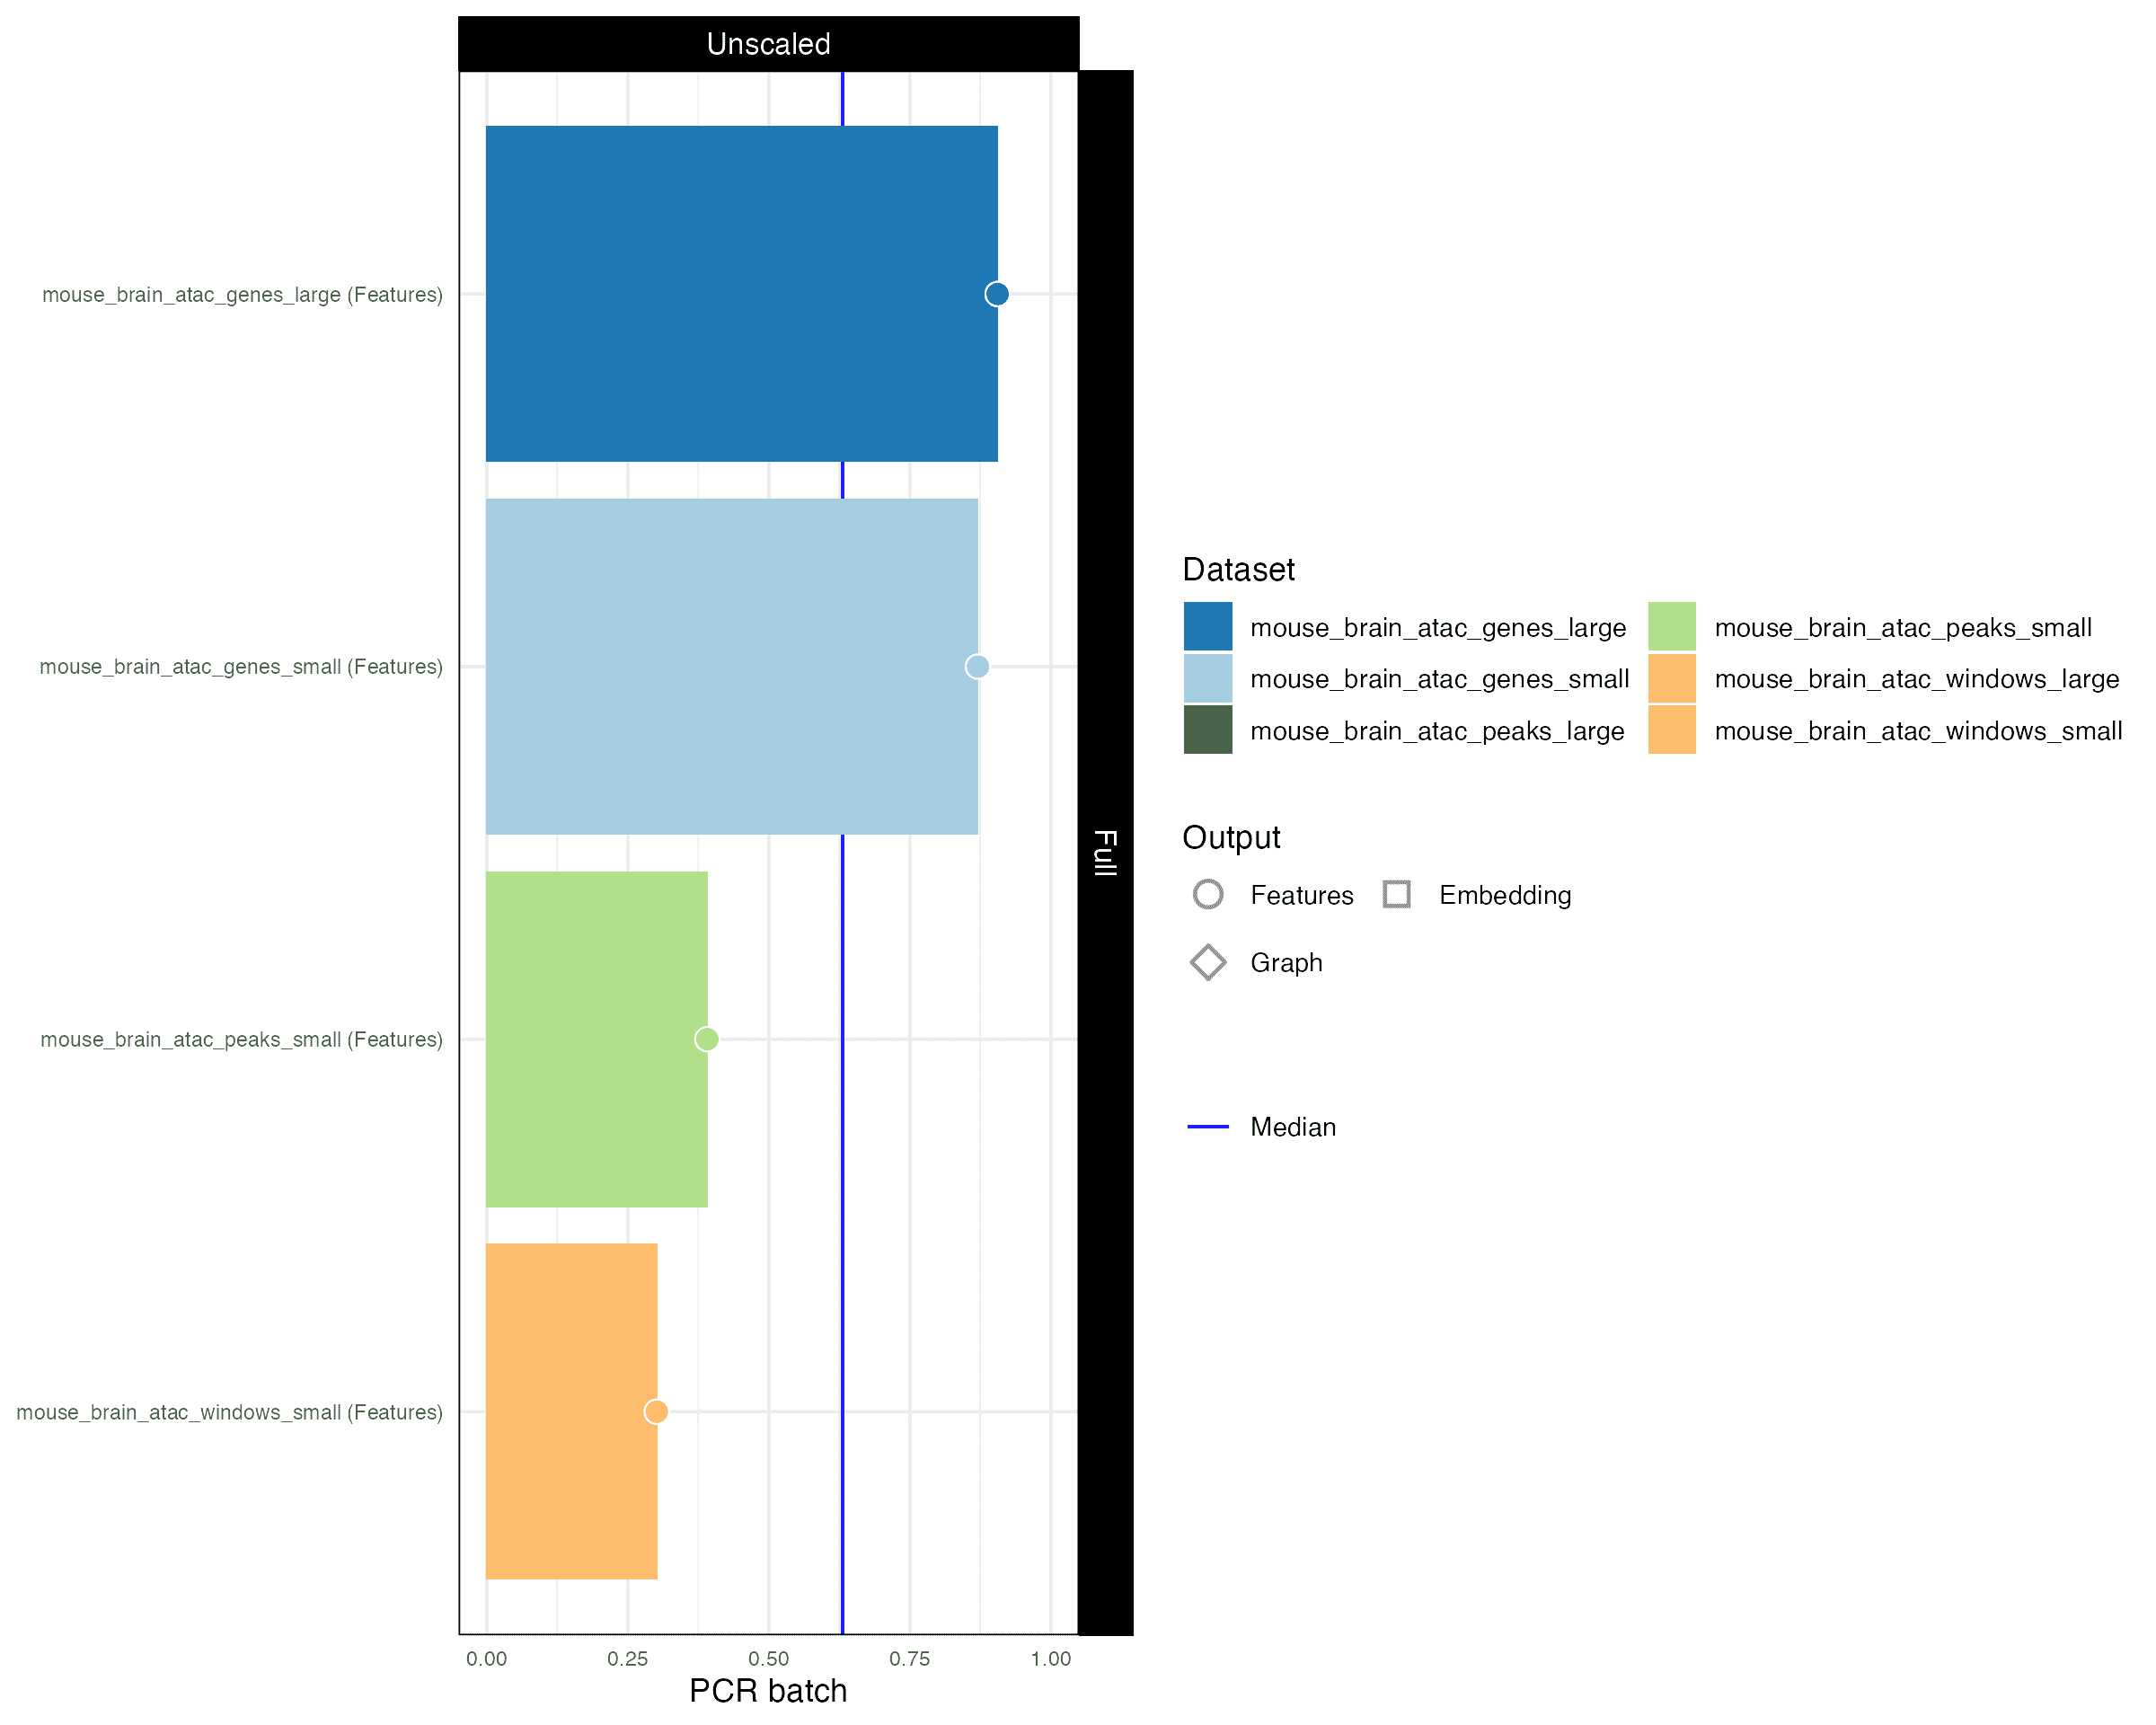 Unscaled
Full
mouse_brain_atac_genes_large (Features)
mouse_brain_atac_genes_small (Features)
mouse_brain_atac_peaks_small (Features)
mouse_brain_atac_windows_small (Features)
0.00 0.25 0.50 0.75 1.00
PCR batch
Dataset
mouse_brain_atac_genes_large mouse_brain_atac_peaks_small
mouse_brain_atac_genes_small mouse_brain_atac_windows_large
mouse_brain_atac_peaks_large mouse_brain_atac_windows_small
Output
Features Embedding
Graph
Median